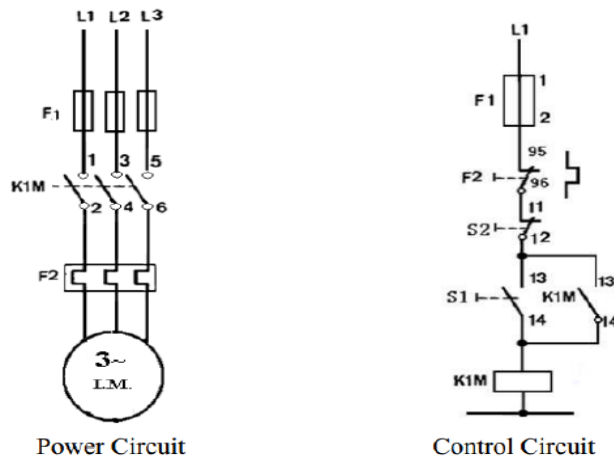 L1 L2 L3
F1
1 3 5
K1M
2 4 6
F2
3~
I.M.
Power Circuit
L1
F1
1
2
95
F2
96
11
S2
12
13
S1
14
K1M
13
14
K1M
Control Circuit